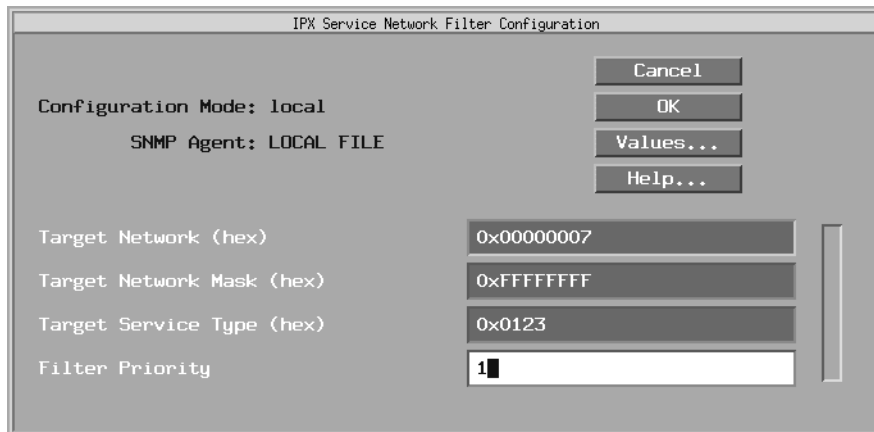 IPX Service Network Filter Configuration
Cancel
Configuration Mode: local
OK
SNMP Agent: LOCAL FILE
Values...
Help...
Target Network (hex) 0x00000007
Target Network Mask (hex) 0xFFFFFFFF
Target Service Type (hex) 0x0123
Filter Priority 1